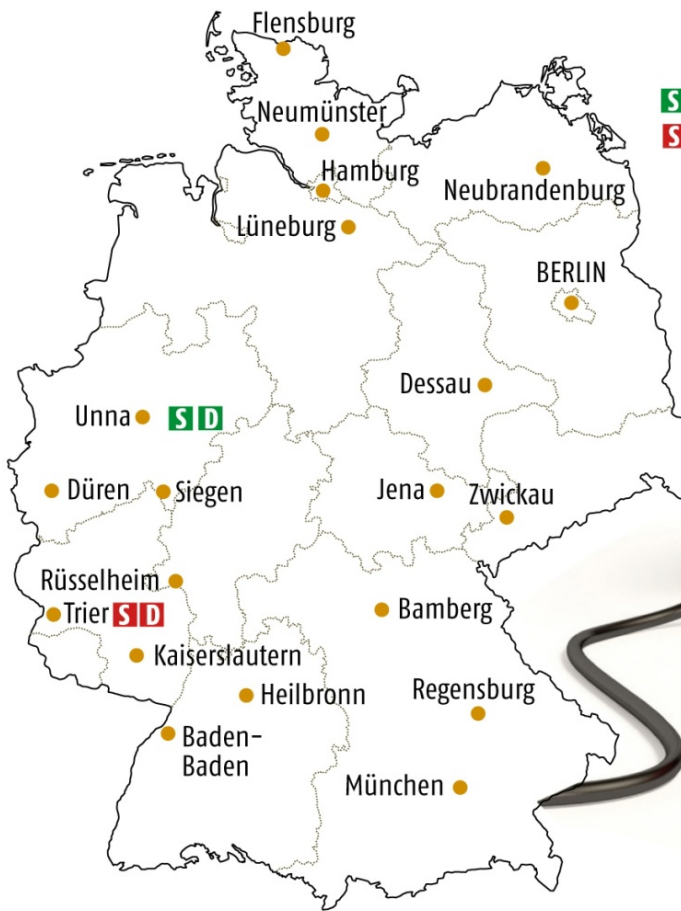 Flensburg
S
Neumünster
S
Hamburg
Neubrandenburg
Lüneburg
BERLIN
Dessau
Unna S D
Düren
Siegen
Jena
Zwickau
Rüsselheim
Trier S D
Bamberg
Kaiserslautern
Heilbronn
Regensburg
Baden-
Baden
München